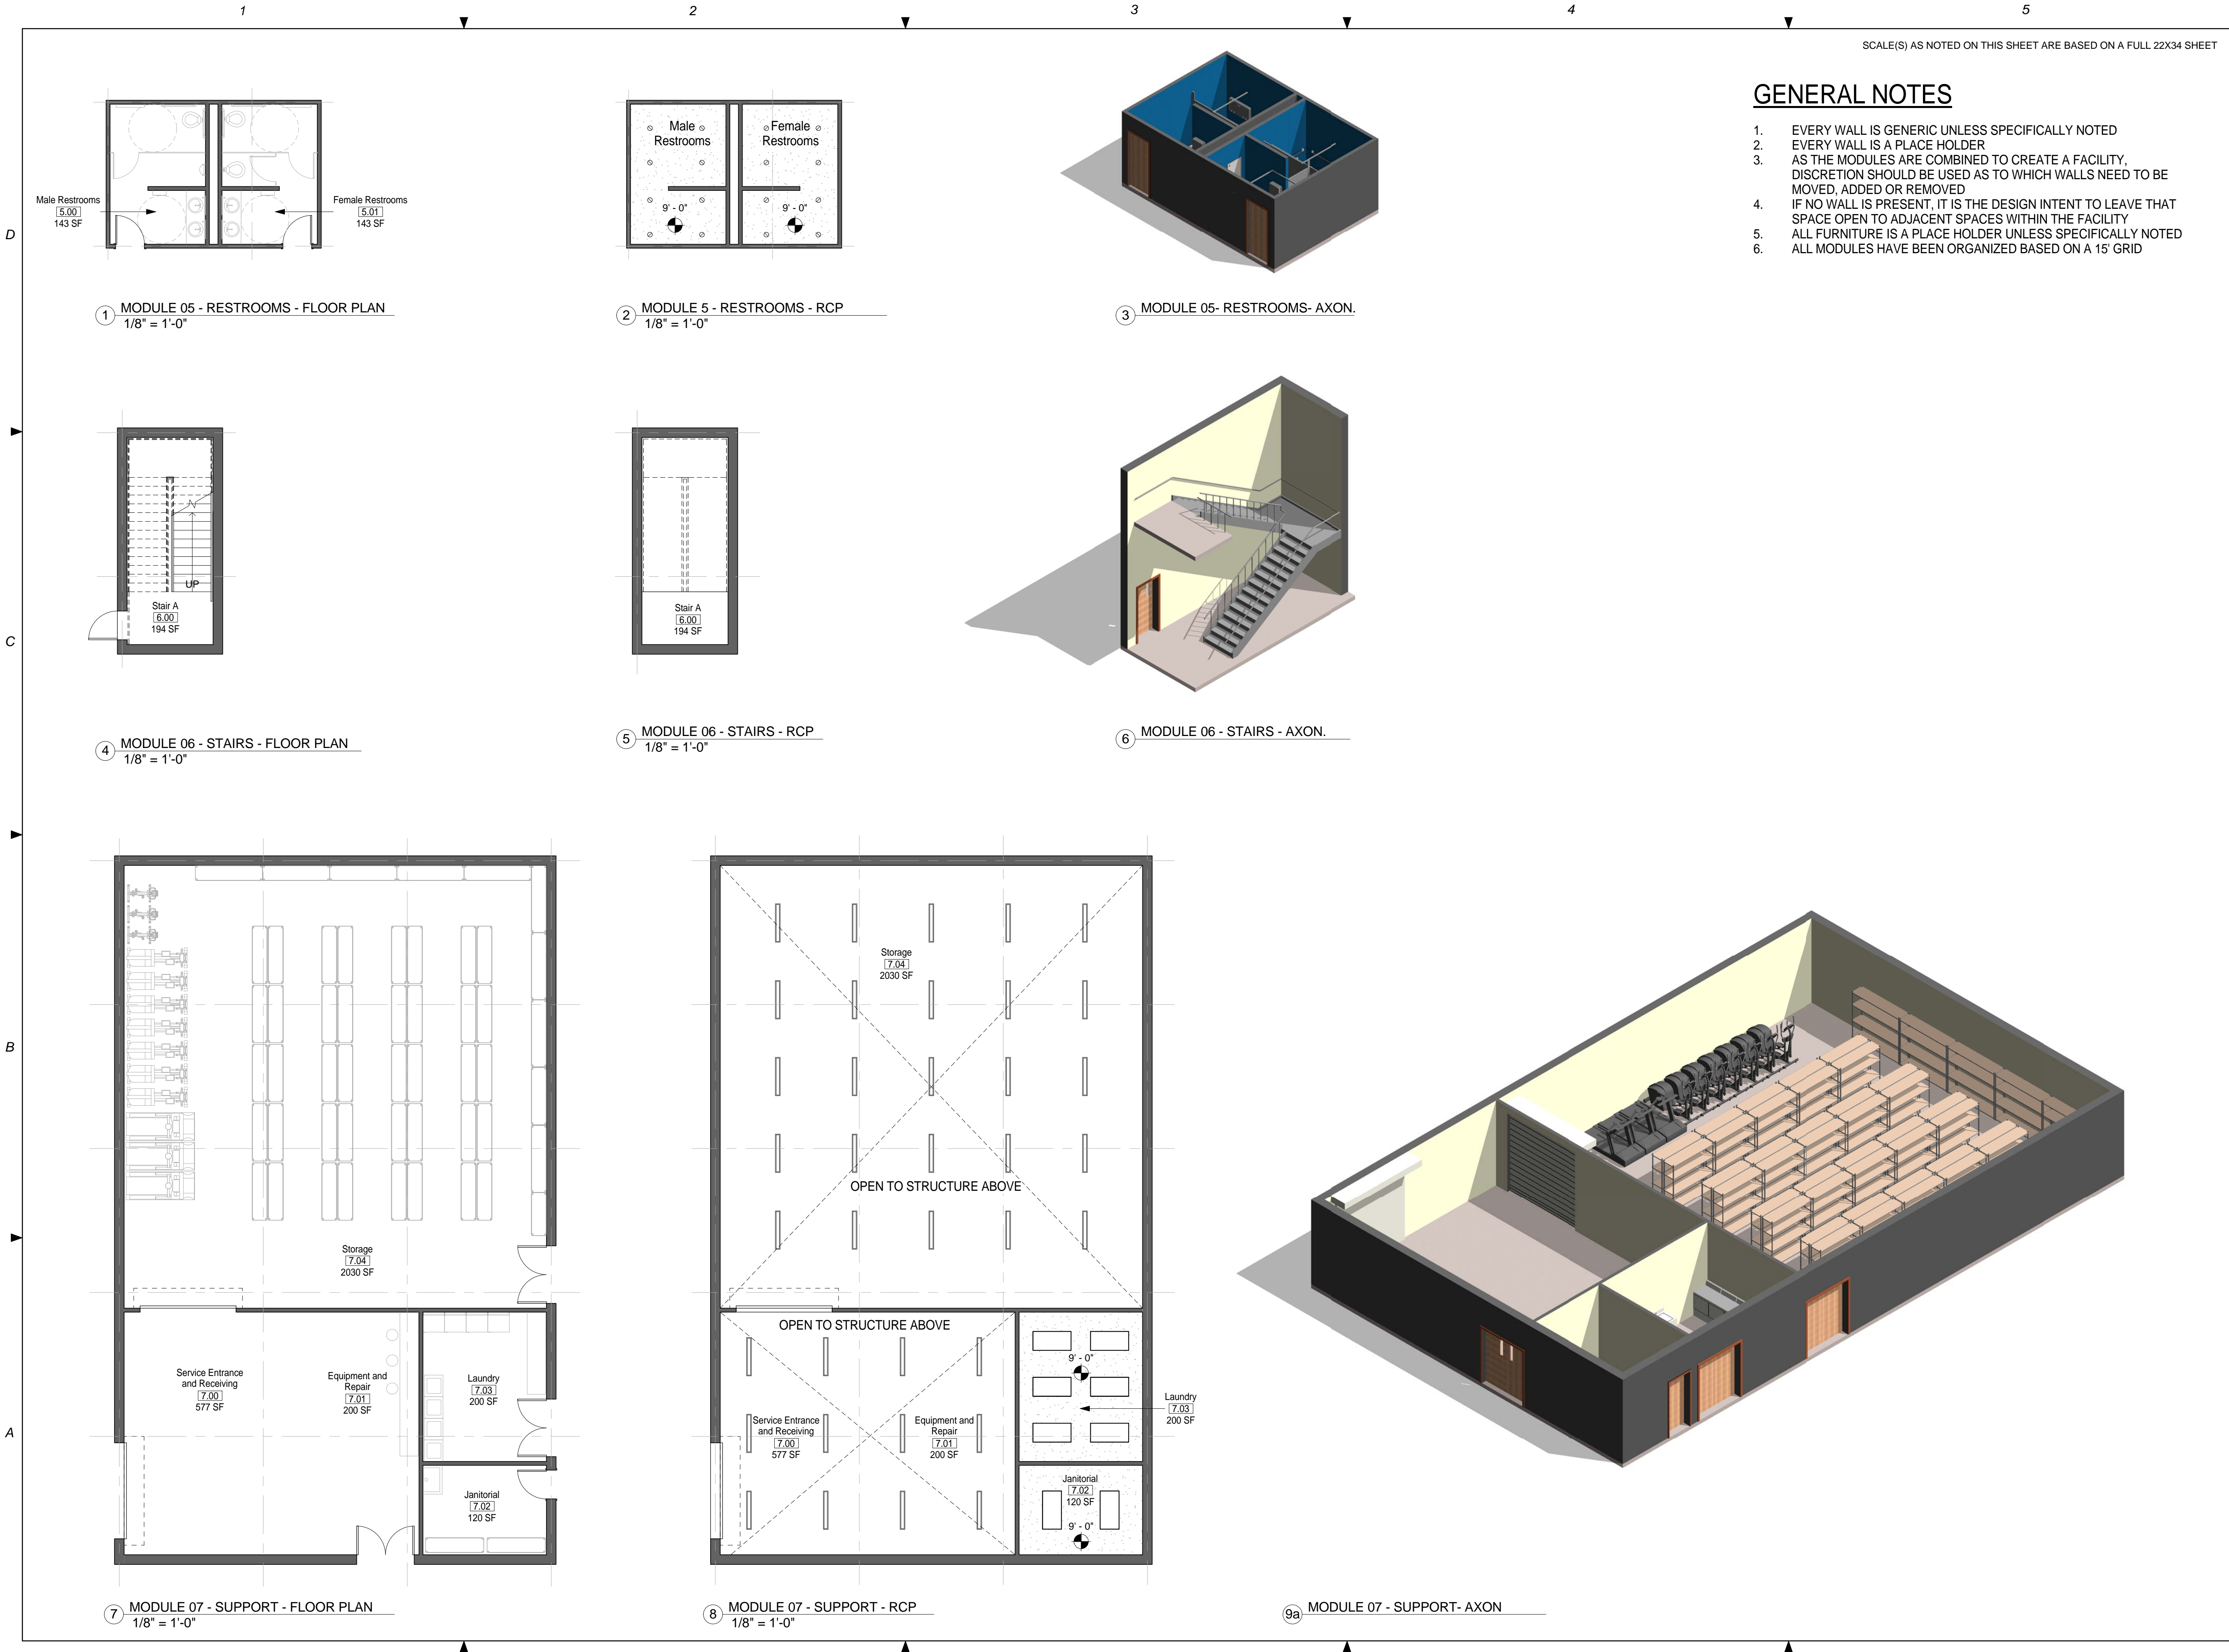 1
2
3
4
5
SCALE(S) AS NOTED ON THIS SHEET ARE BASED ON A FULL 22X34 SHEET
GENERAL NOTES
1. EVERY WALL IS GENERIC UNLESS SPECIFICALLY NOTED
2. EVERY WALL IS A PLACE HOLDER
3. AS THE MODULES ARE COMBINED TO CREATE A FACILITY,
DISCRETION SHOULD BE USED AS TO WHICH WALLS NEED TO BE
MOVED, ADDED OR REMOVED
4. IF NO WALL IS PRESENT, IT IS THE DESIGN INTENT TO LEAVE THAT
SPACE OPEN TO ADJACENT SPACES WITHIN THE FACILITY
5. ALL FURNITURE IS A PLACE HOLDER UNLESS SPECIFICALLY NOTED
6. ALL MODULES HAVE BEEN ORGANIZED BASED ON A 15' GRID
D
Male Restrooms
5.00
143 SF
Female Restrooms
5.01
143 SF
1 MODULE 05 - RESTROOMS - FLOOR PLAN
1/8" = 1'-0"
Male
Restrooms
9' - 0"
Female
Restrooms
9' - 0"
2 MODULE 5 - RESTROOMS - RCP
1/8" = 1'-0"
3 MODULE 05- RESTROOMS- AXON.
C
UP
Stair A
6.00
194 SF
4 MODULE 06 - STAIRS - FLOOR PLAN
1/8" = 1'-0"
Stair A
6.00
194 SF
5 MODULE 06 - STAIRS - RCP
1/8" = 1'-0"
6 MODULE 06 - STAIRS - AXON.
B
A
Storage
7.04
2030 SF
Service Entrance
and Receiving
7.00
577 SF
Equipment and
Repair
7.01
200 SF
Laundry
7.03
200 SF
Janitorial
7.02
120 SF
7 MODULE 07 - SUPPORT - FLOOR PLAN
1/8" = 1'-0"
Storage
7.04
2030 SF
OPEN TO STRUCTURE ABOVE
OPEN TO STRUCTURE ABOVE
9' - 0"
Laundry
7.03
200 SF
Service Entrance
and Receiving
7.00
577 SF
Equipment and
Repair
7.01
200 SF
Janitorial
7.02
120 SF
9' - 0"
8 MODULE 07 - SUPPORT - RCP
1/8" = 1'-0"
9a MODULE 07 - SUPPORT- AXON